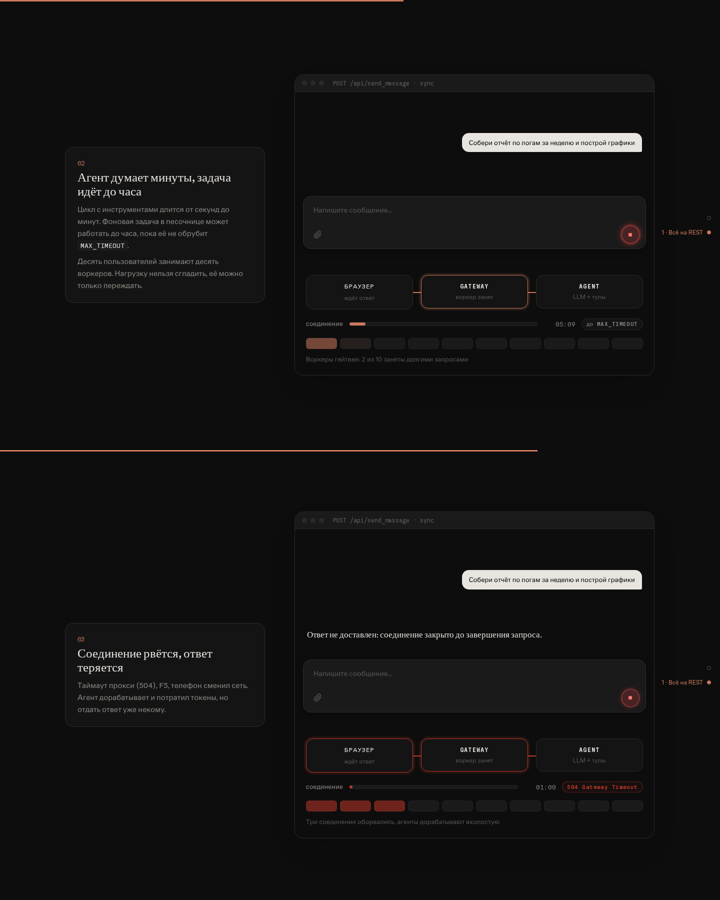 POST /api/send_message · sync
Собери отчёт по логам за неделю и построй графики
02
Агент думает минуты, задача
идёт до часа
Цикл с инструментами длится от секунд до
минут. Фоновая задача в песочнице может
работать до часа, пока её не обрубит
MAX_TIMEOUT.
Десять пользователей занимают десять
воркеров. Нагрузку нельзя сгладить, её можно
только переждать.
Напишите сообщение...
1 · Всё на REST
БРАУЗЕР
ждёт ответ
GATEWAY
воркер занят
AGENT
LLM + тулы
соединение
05:09
до MAX_TIMEOUT
Воркеры гейтвея: 2 из 10 заняты долгими запросами
POST /api/send_message · sync
Собери отчёт по логам за неделю и построй графики
03
Соединение рвётся, ответ
теряется
Таймаут прокси (504), F5, телефон сменил сеть.
Агент дорабатывает и потратил токены, но
отдать ответ уже некому.
Ответ не доставлен: соединение закрыто до завершения запроса.
Напишите сообщение...
1 · Всё на REST
БРАУЗЕР
ждёт ответ
GATEWAY
воркер занят
AGENT
LLM + тулы
соединение
01:00
504 Gateway Timeout
Три соединения оборвались, агенты дорабатывают вхолостую